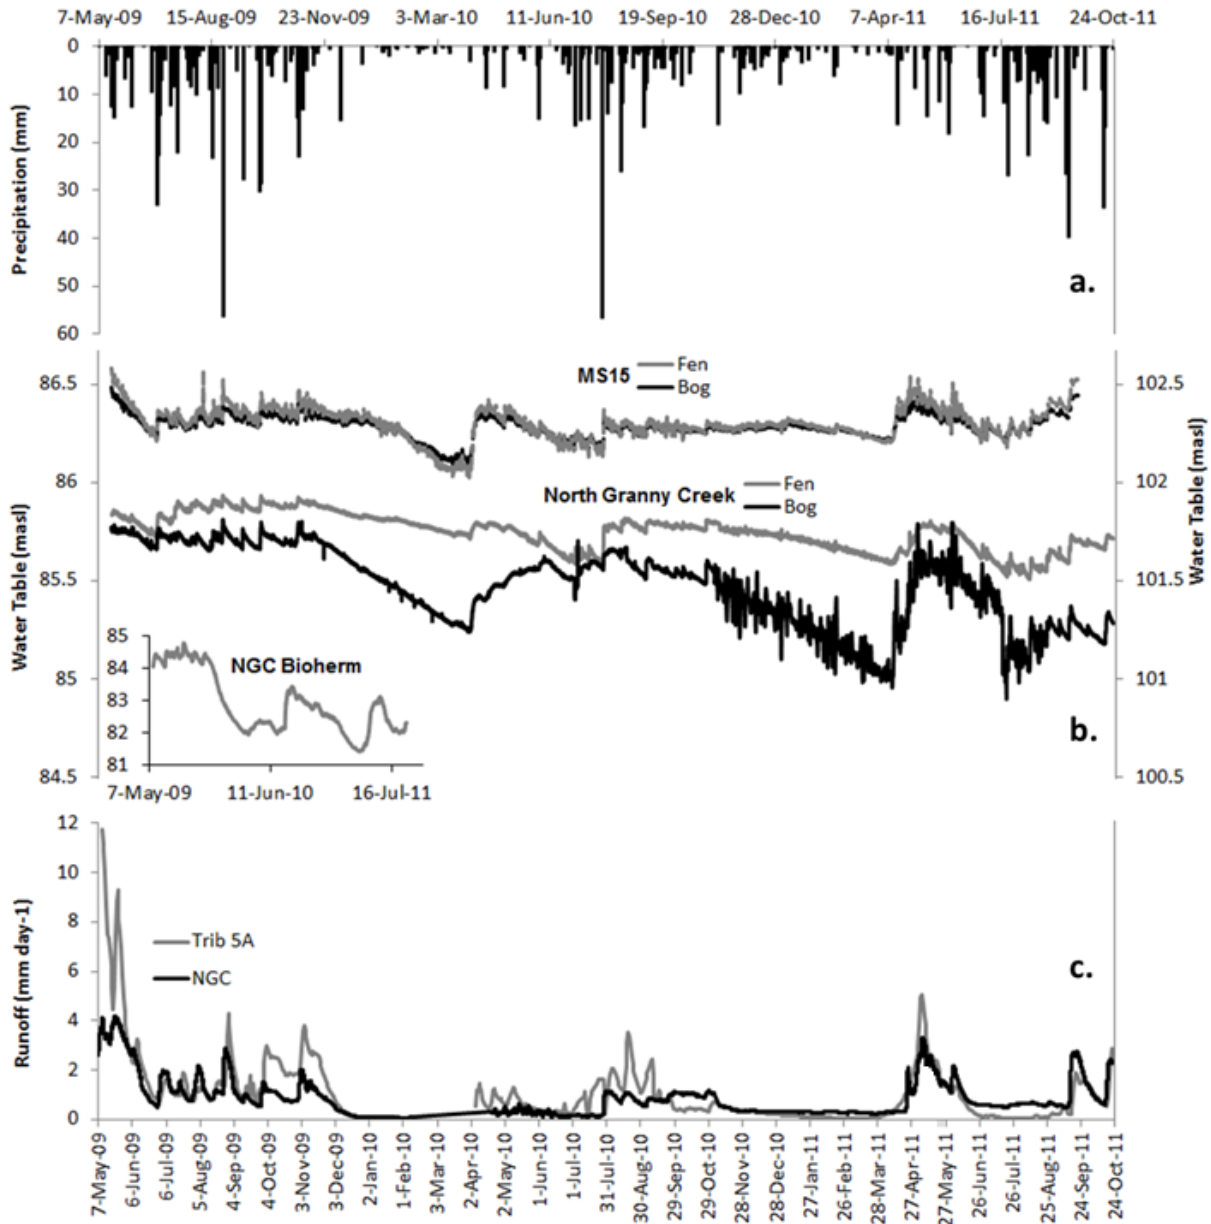 7-May-09 15-Aug-09 23-Nov-09 3-Mar-10 11-Jun-10 19-Sep-10 28-Dec-10 7-Apr-11 16-Jul-11 24-Oct-11
0
10
20
30
40
50
60
Precipitation (mm)
a.
86.5
86
85.5
85
84.5
Water Table (masl)
MS15
Fen
Bog
North Granny Creek
Fen
Bog
102.5
102
101.5
101
100.5
Water Table (masl)
NGC Bioherm
85
84
83
82
81
7-May-09 11-Jun-10 16-Jul-11
b.
12
10
8
6
4
2
0
Runoff (mm day-1)
Trib 5A
NGC
c.
7-May-09
6-Jun-09
6-Jul-09
5-Aug-09
4-Sep-09
4-Oct-09
3-Nov-09
3-Dec-09
2-Jan-10
1-Feb-10
3-Mar-10
2-Apr-10
2-May-10
1-Jun-10
1-Jul-10
31-Jul-10
30-Aug-10
29-Sep-10
29-Oct-10
28-Nov-10
28-Dec-10
27-Jan-11
26-Feb-11
28-Mar-11
27-Apr-11
27-May-11
26-Jun-11
26-Jul-11
25-Aug-11
24-Sep-11
24-Oct-11